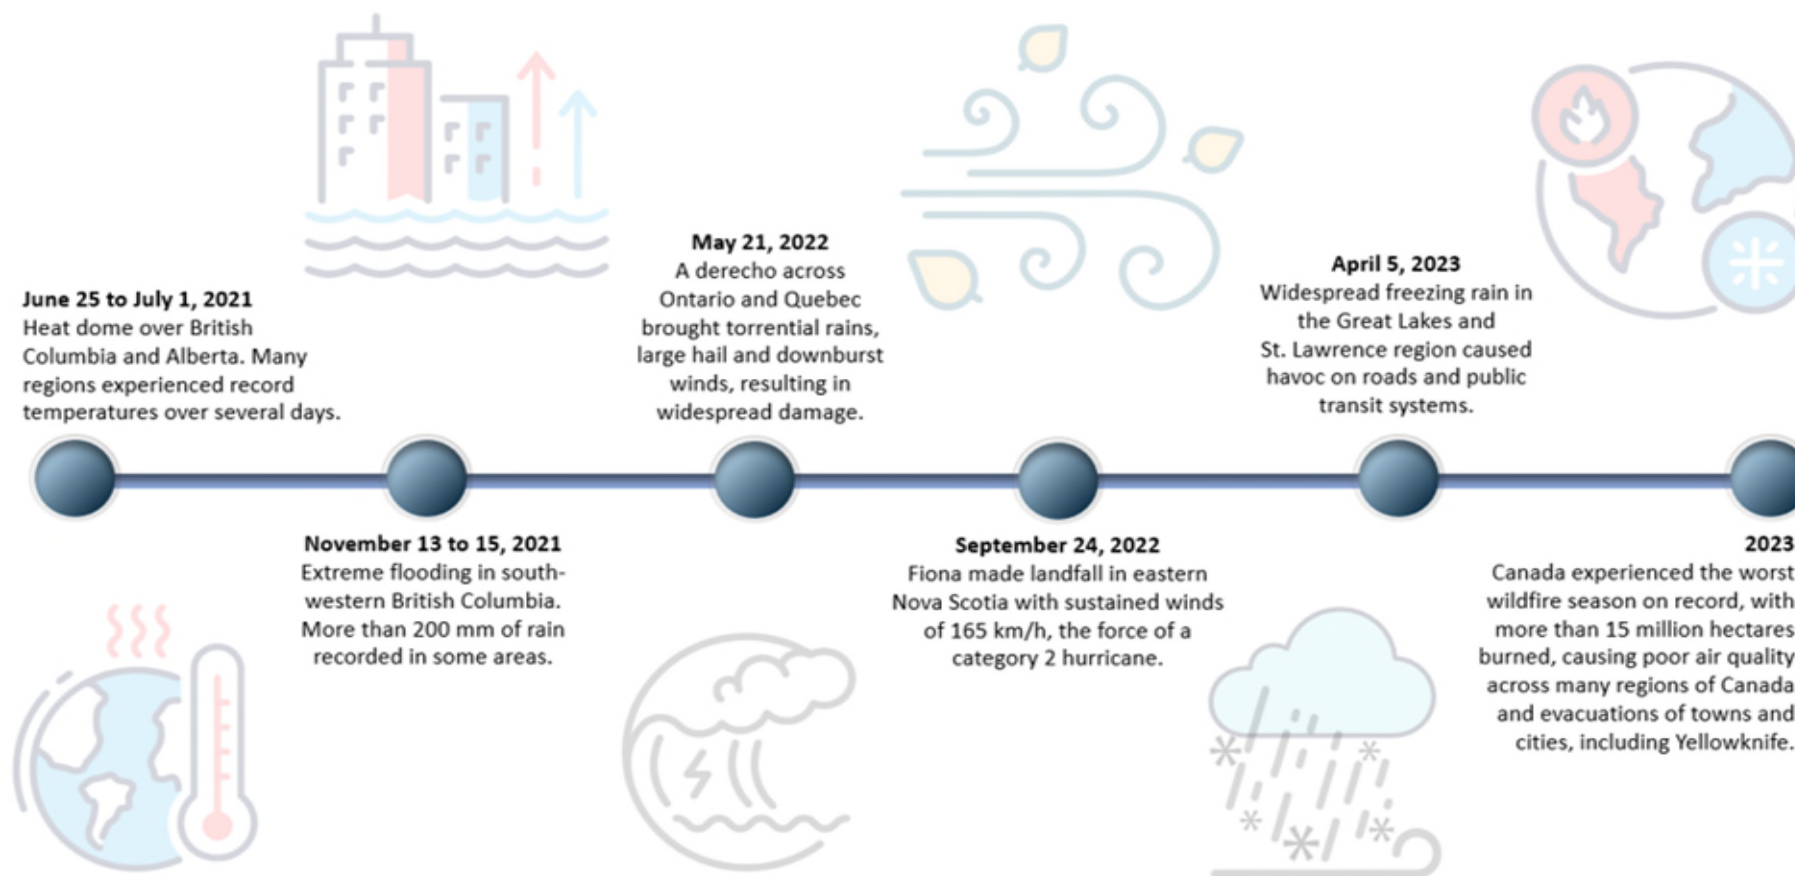 June 25 to July 1, 2021
Heat dome over British
Columbia and Alberta. Many
regions experienced record
temperatures over several days.
November 13 to 15, 2021
Extreme flooding in south-
western British Columbia.
More than 200 mm of rain
recorded in some areas.
May 21, 2022
A derecho across
Ontario and Quebec
brought torrential rains,
large hail and downburst
winds, resulting in
widespread damage.
September 24, 2022
Fiona made landfall in eastern
Nova Scotia with sustained winds
of 165 km/h, the force of a
category 2 hurricane.
April 5, 2023
Widespread freezing rain in
the Great Lakes and
St. Lawrence region caused
havoc on roads and public
transit systems.
2023
Canada experienced the worst
wildfire season on record, with
more than 15 million hectares
burned, causing poor air quality
across many regions of Canada
and evacuations of towns and
cities, including Yellowknife.